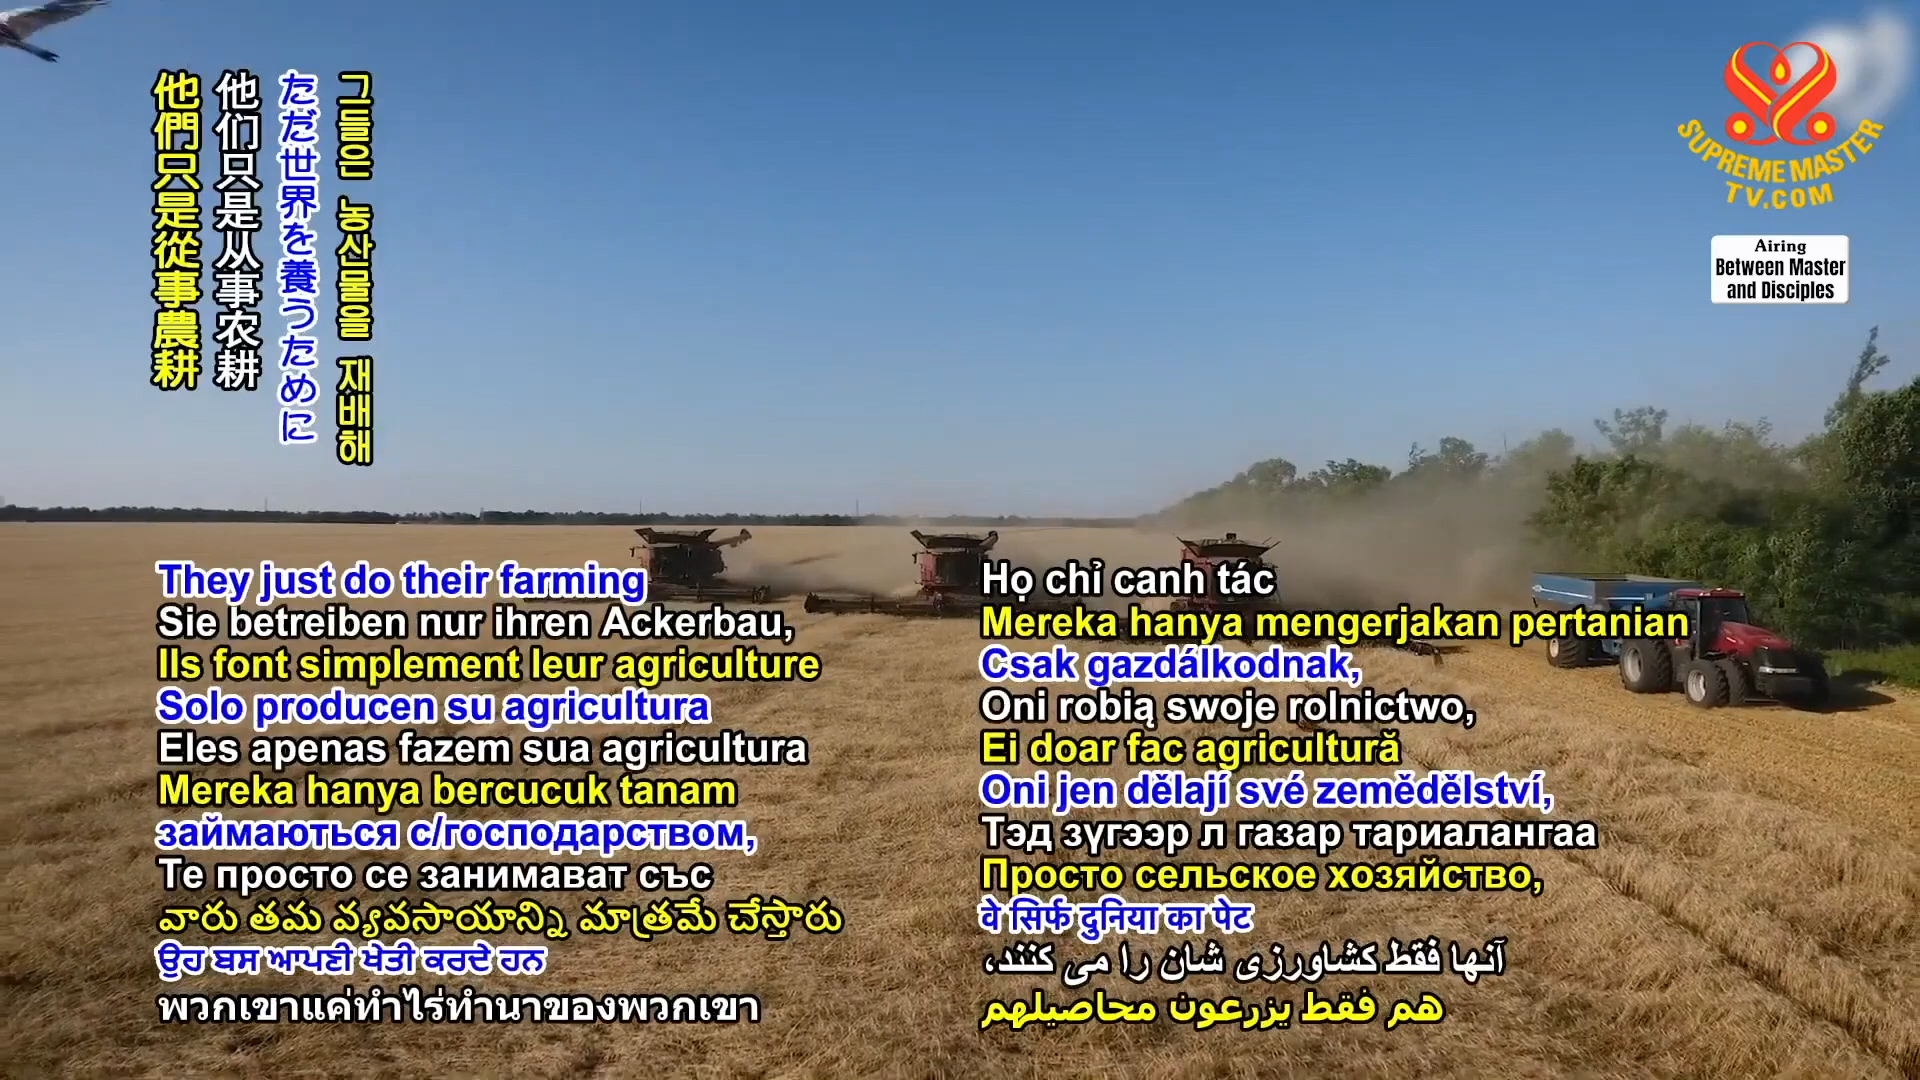 他們只是從事農耕
他们只是从事农耕
ただ世界を養うために
그들은 농산물을 재배해
SUPREME MASTER
TV.COM
Airing
Between Master
and Disciples
They just do their farming
Sie betreiben nur ihren Ackerbau,
Ils font simplement leur agriculture
Solo producen su agricultura
Eles apenas fazem sua agricultura
Mereka hanya bercucuk tanam
займаються с/господарством,
Те просто се занимават със
వారు తమ వ్యవసాయాన్ని మాత్రమే చేస్తారు
ਉਹ ਬਸ ਆਪਣੀ ਖੇਤੀ ਕਰਦੇ ਹਨ
พวกเขาแค่ทำไร่ทำนาของพวกเขา
Họ chỉ canh tác
Mereka hanya mengerjakan pertanian
Csak gazdálkodnak,
Oni robią swoje rolnictwo,
Ei doar fac agricultură
Oni jen dělají své zemědělství,
Тэд зүгээр л газар тариалангаа
Просто сельское хозяйство,
वे सिर्फ दुनिया का पेट
آنها فقط کشاورزی شان را می کنند،
هم فقط يزرعون محاصيلهم